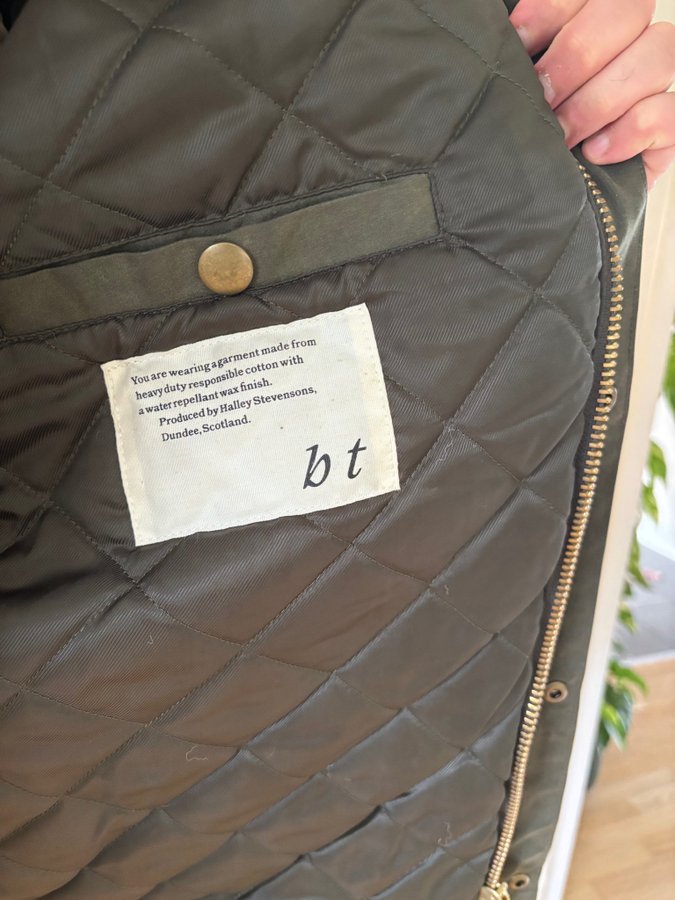 You are wearing a garment made from
heavy duty responsible cotton with
a water repellant wax finish.
Produced by Halley Stevensons,
Dundee, Scotland.
b t